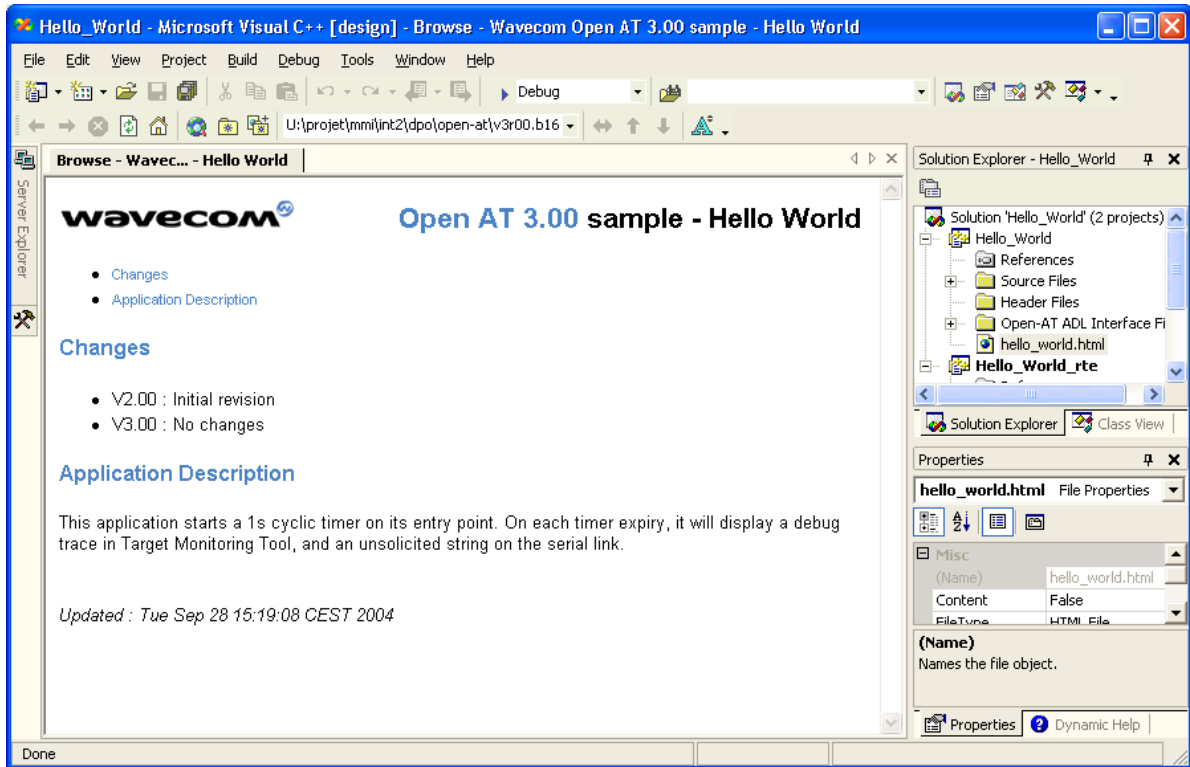 Hello_World - Microsoft Visual C++ [design] - Browse - Wavecom Open AT 3.00 sample - Hello World
File Edit View Project Build Debug Tools Window Help
Debug
U:\projet\mmi\int2\dpo\open-at\v3r00.b16
Server Explorer
Browse - Wavec... - Hello World
wavecom
Open AT 3.00 sample - Hello World
• Changes
• Application Description
Changes
• V2.00 : Initial revision
• V3.00 : No changes
Application Description
This application starts a 1s cyclic timer on its entry point. On each timer expiry, it will display a debug
trace in Target Monitoring Tool, and an unsolicited string on the serial link.
Updated : Tue Sep 28 15:19:08 CEST 2004
Solution Explorer - Hello_World
Solution 'Hello_World' (2 projects)
Hello_World
References
Source Files
Header Files
Open-AT ADL Interface Fi
hello_world.html
Hello_World_rte
Solution Explorer Class View
Properties
hello_world.html File Properties
Misc
(Name) hello_world.html
Content False
FileType HTML File
(Name)
Names the file object.
Properties Dynamic Help
Done